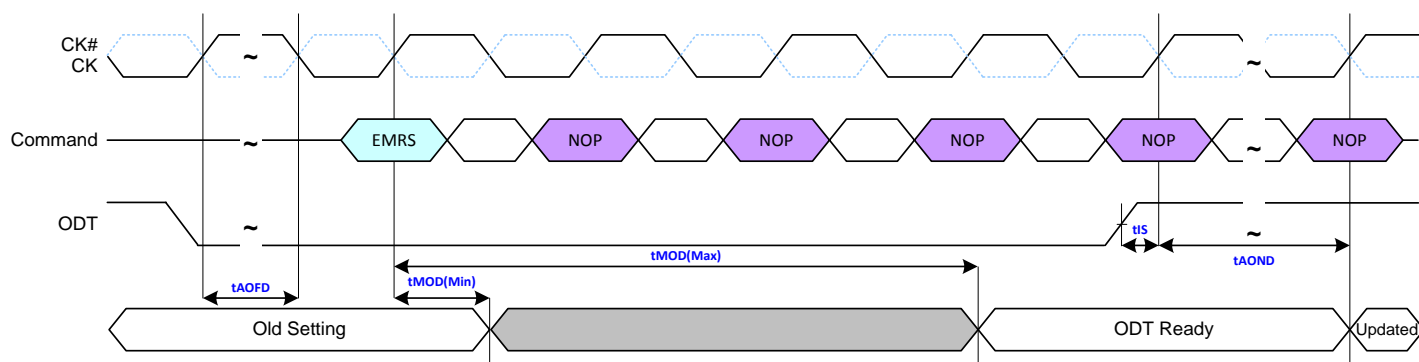 CK#
CK
~ ~
Command ~ EMRS NOP NOP NOP NOP ~ NOP
ODT ~ ~
tIS
tMOD(Max) tAOND
tAOFD tMOD(Min)
Old Setting ODT Ready Updated